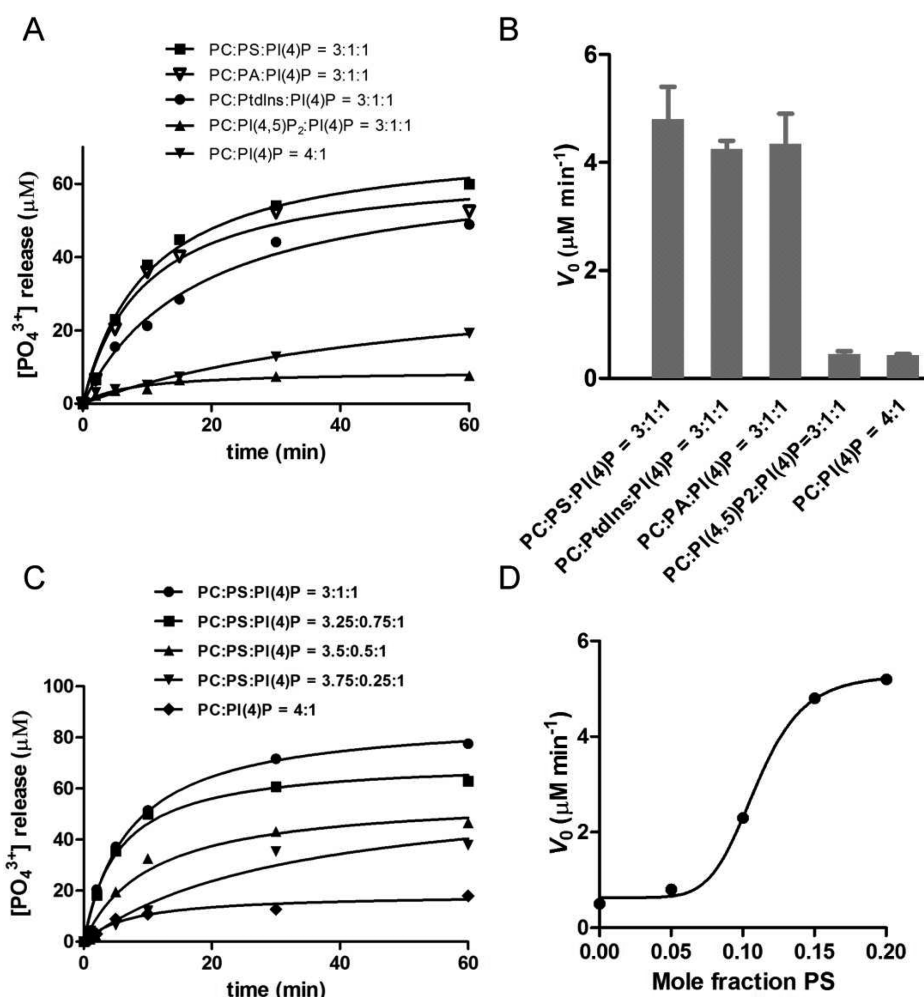 A
PC:PS:PI(4)P = 3:1:1
PC:PA:PI(4)P = 3:1:1
PC:PtdIns:PI(4)P = 3:1:1
PC:PI(4,5)P₂:PI(4)P = 3:1:1
PC:PI(4)P = 4:1
[PO₄³⁺] release (µM)
60
40
20
0
0 20 40 60
time (min)
B
V₀ (µM min⁻¹)
6
4
2
0
PC:PS:PI(4)P = 3:1:1
PC:PtdIns:PI(4)P = 3:1:1
PC:PA:PI(4)P = 3:1:1
PC:PI(4,5)P2:PI(4)P=3:1:1
PC:PI(4)P = 4:1
C
PC:PS:PI(4)P = 3:1:1
PC:PS:PI(4)P = 3.25:0.75:1
PC:PS:PI(4)P = 3.5:0.5:1
PC:PS:PI(4)P = 3.75:0.25:1
PC:PI(4)P = 4:1
[PO₄³⁺] release (µM)
100
80
60
40
20
0
0 20 40 60
time (min)
D
V₀ (µM min⁻¹)
6
4
2
0
0.00 0.05 0.10 0.15 0.20
Mole fraction PS